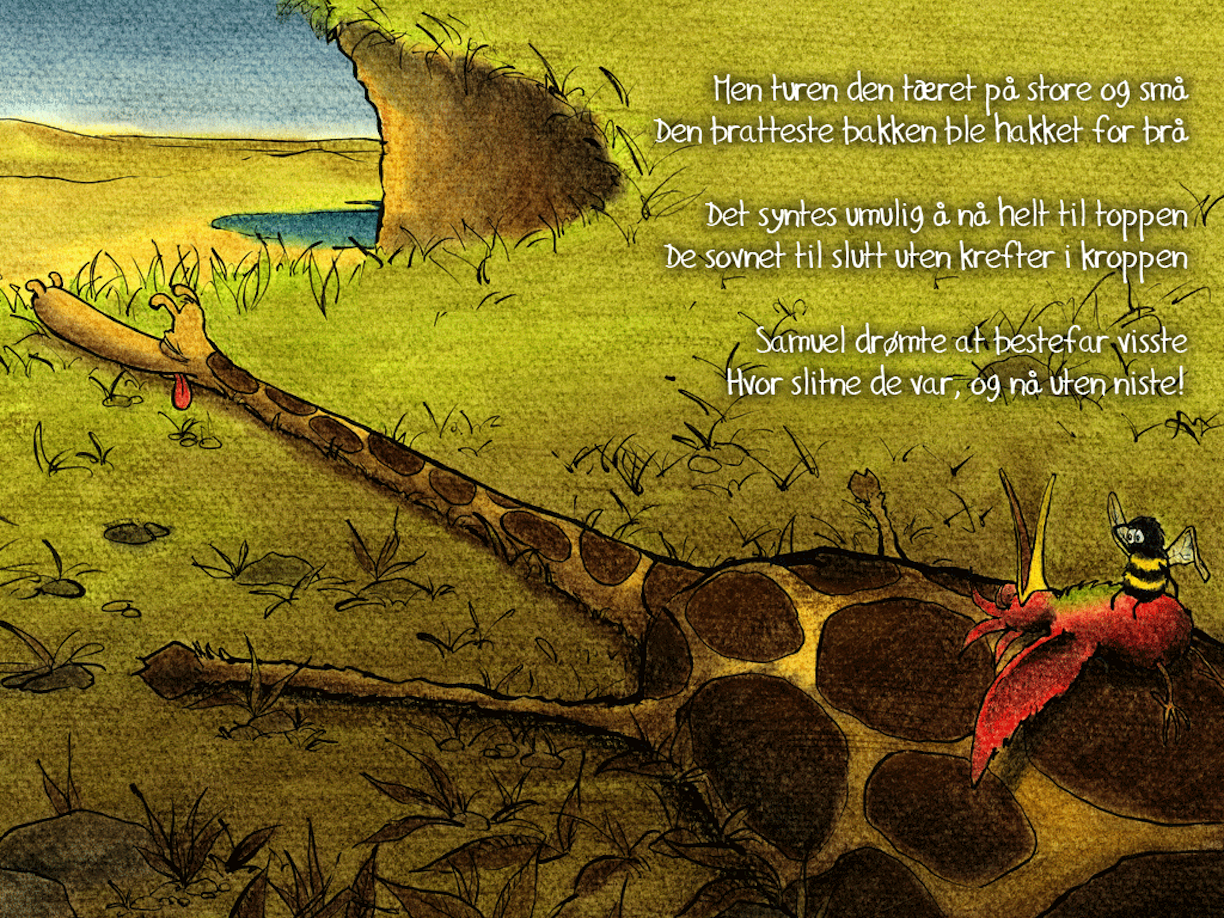 Men turen den tæret på store og små
Den bratteste bakken ble hakket for brå
Det syntes umulig å nå helt til toppen
De sovnet til slutt uten krefter i kroppen
Samuel drømte at bestefar visste
Hvor slitne de var, og nå uten niste!